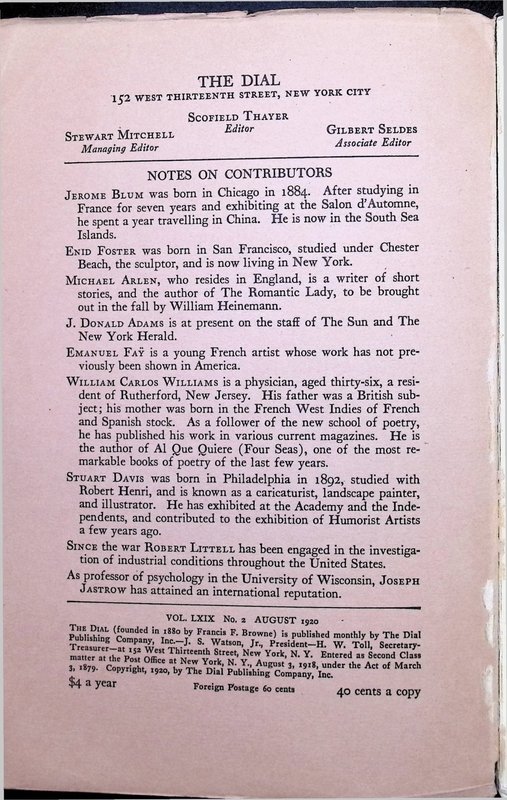 THE DIAL
152 WEST THIRTEENTH STREET, NEW YORK CITY
SCOFIELD THAYER
Editor
STEWART MITCHELL
Managing Editor
GILBERT SELDES
Associate Editor
NOTES ON CONTRIBUTORS
JEROME BLUM was born in Chicago in 1884. After studying in
France for seven years and exhibiting at the Salon d'Automne,
he spent a year travelling in China. He is now in the South Sea
Islands.
ENID FOSTER was born in San Francisco, studied under Chester
Beach, the sculptor, and is now living in New York.
MICHAEL ARLEN, who resides in England, is a writer of short
stories, and the author of The Romantic Lady, to be brought
out in the fall by William Heinemann.
J. DONALD ADAMS is at present on the staff of The Sun and The
New York Herald.
EMANUEL FAŸ is a young French artist whose work has not pre-
viously been shown in America.
WILLIAM CARLOS WILLIAMS is a physician, aged thirty-six, a resi-
dent of Rutherford, New Jersey. His father was a British sub-
ject; his mother was born in the French West Indies of French
and Spanish stock. As a follower of the new school of poetry,
he has published his work in various current magazines. He is
the author of Al Que Quiere (Four Seas), one of the most re-
markable books of poetry of the last few years.
STUART DAVIS was born in Philadelphia in 1892, studied with
Robert Henri, and is known as a caricaturist, landscape painter,
and illustrator. He has exhibited at the Academy and the Inde-
pendents, and contributed to the exhibition of Humorist Artists
a few years ago.
SINCE the war ROBERT LITTELL has been engaged in the investiga-
tion of industrial conditions throughout the United States.
As professor of psychology in the University of Wisconsin, JOSEPH
JASTROW has attained an international reputation.
VOL. LXIX No. 2 AUGUST 1920
THE DIAL (founded in 1880 by Francis F. Browne) is published monthly by The Dial
Publishing Company, Inc.—J. S. Watson, Jr., President—H. W. Toll, Secretary-
Treasurer—at 152 West Thirteenth Street, New York, N. Y. Entered as Second Class
matter at the Post Office at New York, N. Y., August 3, 1918, under the Act of March
3, 1879. Copyright, 1920, by The Dial Publishing Company, Inc.
$4 a year
Foreign Postage 60 cents
40 cents a copy